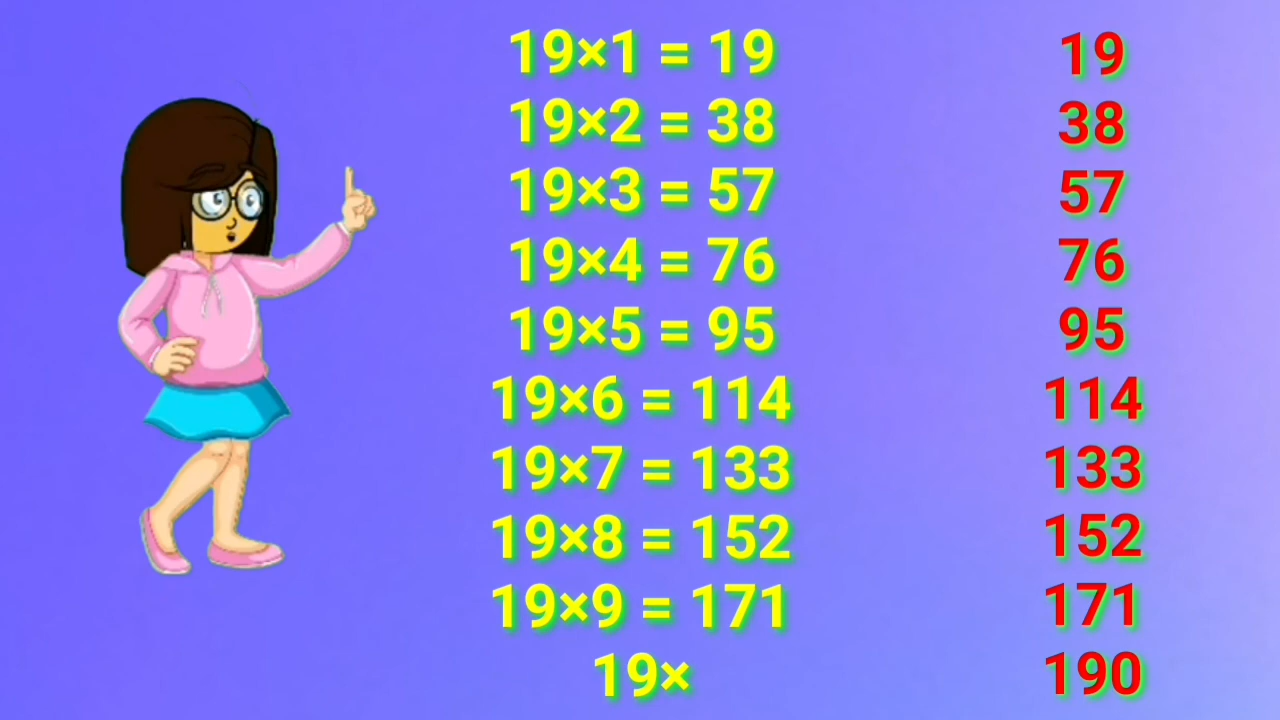 19×1 = 19 19
19×2 = 38 38
19×3 = 57 57
19×4 = 76 76
19×5 = 95 95
19×6 = 114 114
19×7 = 133 133
19×8 = 152 152
19×9 = 171 171
19× 190